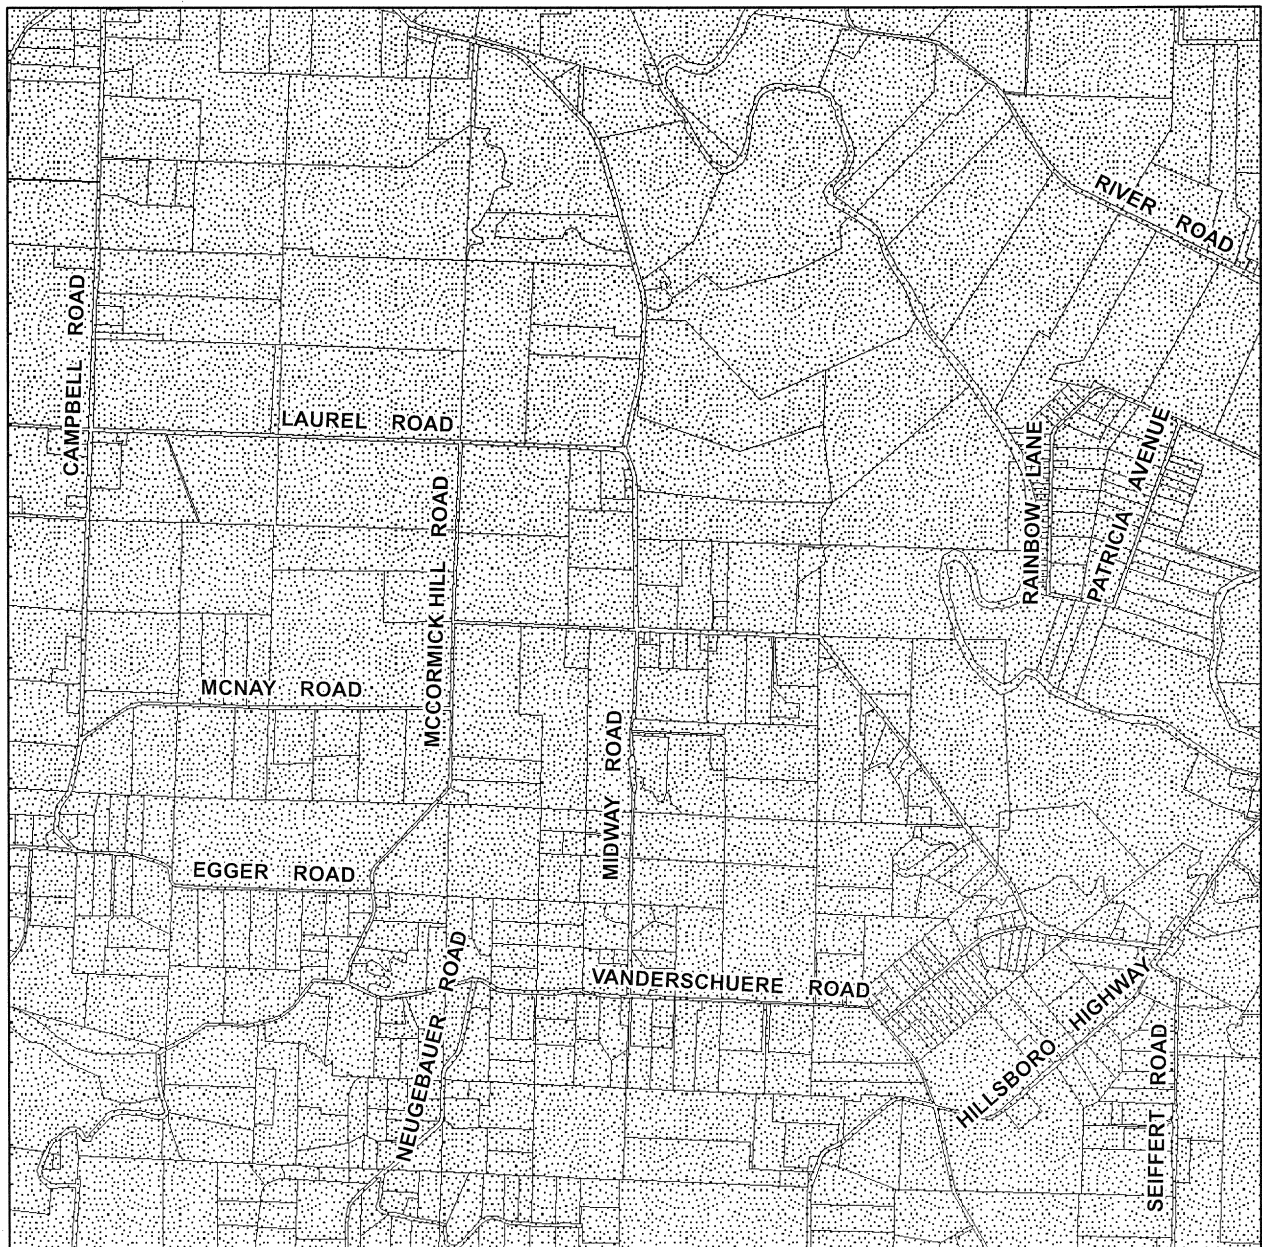 RIVER ROAD
CAMPBELL ROAD
LAUREL ROAD
RAINBOW LANE
PATRICIA AVENUE
MCCORMICK HILL ROAD
MCNAY ROAD
MIDWAY ROAD
EGGER ROAD
NEUGEBAUER ROAD
VANDERSCHUERE ROAD
HILLSBORO HIGHWAY
SEIFFERT ROAD